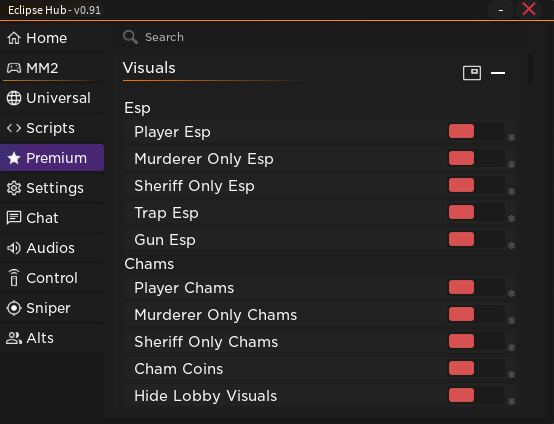 Eclipse Hub - v0.91
Home
MM2
Universal
Scripts
Premium
Settings
Chat
Audios
Control
Sniper
Alts
Search
Visuals
Esp
Player Esp
Murderer Only Esp
Sheriff Only Esp
Trap Esp
Gun Esp
Chams
Player Chams
Murderer Only Chams
Sheriff Only Chams
Cham Coins
Hide Lobby Visuals